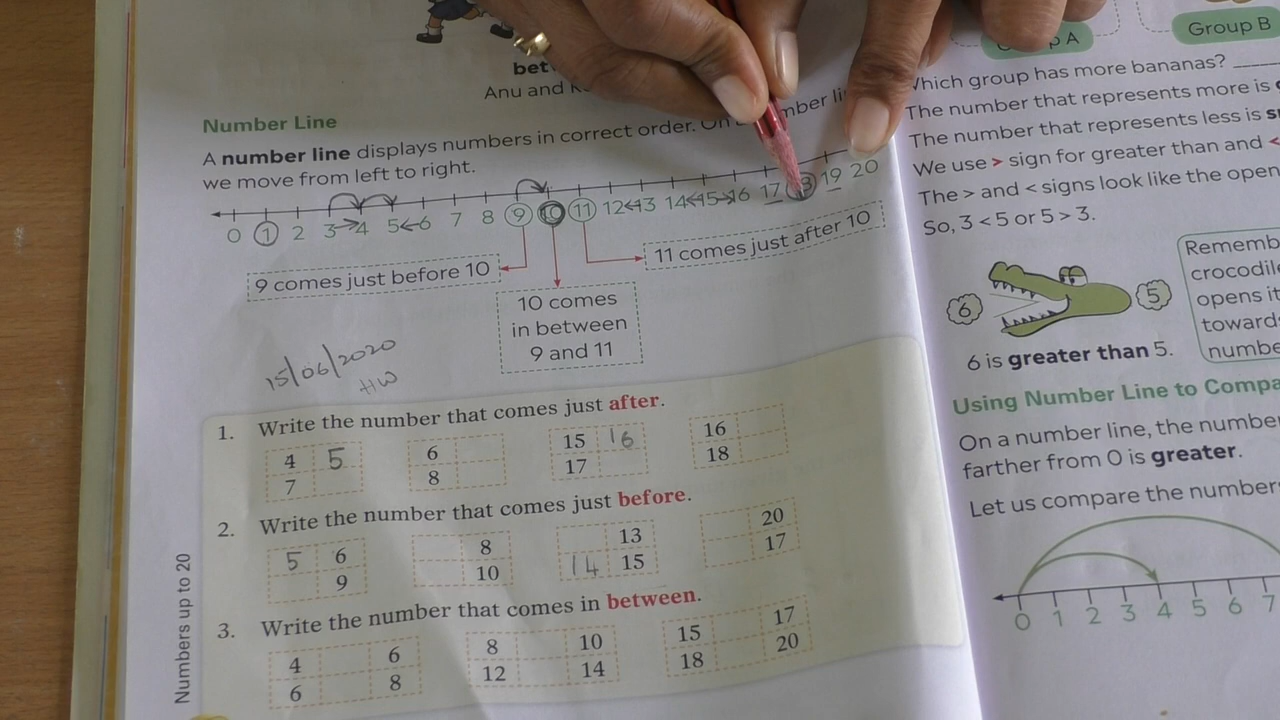 bet
Anu and
Number Line
A number line displays numbers in correct order. On
we move from left to right.
0 1 2 3 4 5 6 7 8 9 10 11 12 13 14 15 16 17 18 19 20
9 comes just before 10
11 comes just after 10
10 comes
in between
9 and 11
15/06/2020
HW
1. Write the number that comes just after.
4 5 6 15 16 16
7 8 17 18
2. Write the number that comes just before.
5 6 8 13 20
9 10 14 15 17
3. Write the number that comes in between.
4 6 8 10 15 17
6 8 12 14 18 20
Numbers up to 20
A
Group B
Which group has more bananas?
The number that represents more is
The number that represents less is
We use > sign for greater than and <
The > and < signs look like the open
So, 3 < 5 or 5 > 3.
6
5
6 is greater than 5.
Rememb
crocodile
opens it
toward
numbe
Using Number Line to Compa
On a number line, the number
farther from 0 is greater.
Let us compare the number
0 1 2 3 4 5 6 7